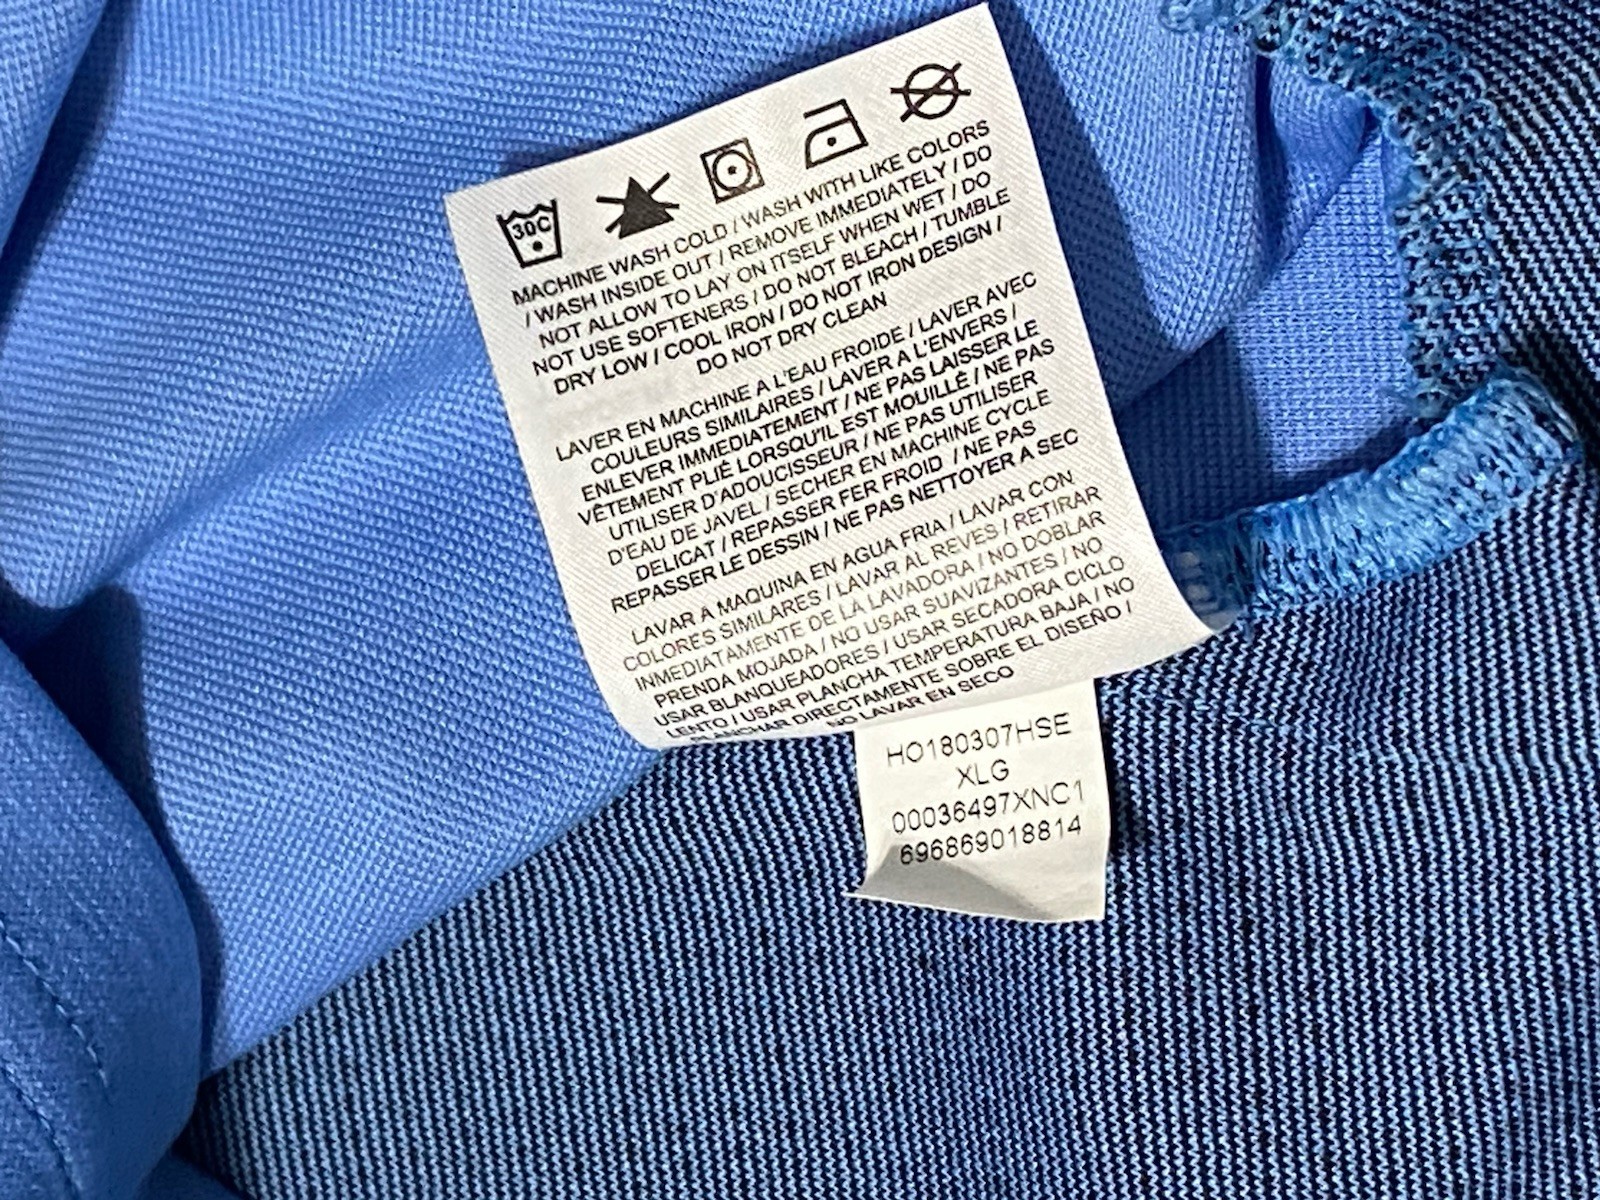 30C
MACHINE WASH COLD / WASH WITH LIKE COLORS
/ WASH INSIDE OUT / REMOVE IMMEDIATELY / DO
NOT ALLOW TO LAY ON ITSELF WHEN WET / DO
NOT USE SOFTENERS / DO NOT BLEACH / TUMBLE
DRY LOW / COOL IRON / DO NOT IRON DESIGN /
DO NOT DRY CLEAN
LAVER EN MACHINE A L'EAU FROIDE / LAVER AVEC
COULEURS SIMILAIRES / LAVER A L'ENVERS /
ENLEVER IMMEDIATEMENT / NE PAS LAISSER LE
VÊTEMENT PLIÈ LORSQU'IL EST MOUILLÈ / NE PAS
UTILISER D'ADOUCISSEUR / NE PAS UTILISER
D'EAU DE JAVEL / SECHER EN MACHINE CYCLE
DELICAT / REPASSER FER FROID / NE PAS
REPASSER LE DESSIN / NE PAS NETTOYER A SEC
LAVAR A MAQUINA EN AGUA FRIA / LAVAR CON
COLORES SIMILARES / LAVAR AL REVES / RETIRAR
INMEDIATAMENTE DE LA LAVADORA / NO DOBLAR
PRENDA MOJADA / NO USAR SUAVIZANTES / NO
USAR BLANQUEADORES / USAR SECADORA CICLO
LENTO / USAR PLANCHA TEMPERATURA BAJA / NO
PLANCHAR DIRECTAMENTE SOBRE EL DISEÑO /
NO LAVAR EN SECO
HO180307HSE
XLG
00036497XNC1
696869018814